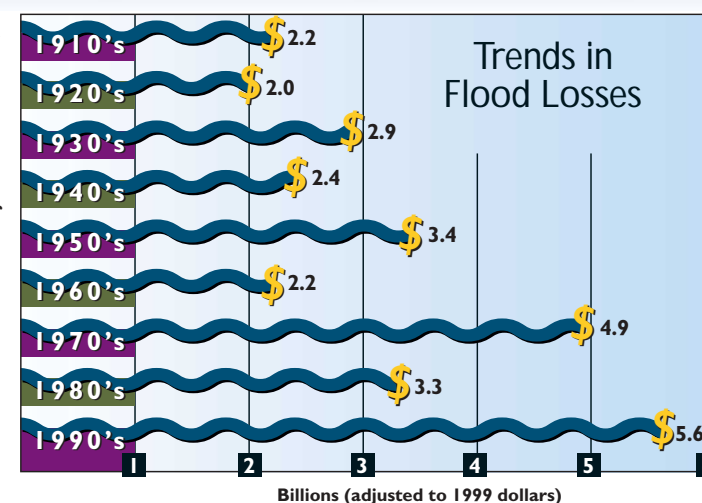 Trends in
Flood Losses
1910's $2.2
1920's $2.0
1930's $2.9
1940's $2.4
1950's $3.4
1960's $2.2
1970's $4.9
1980's $3.3
1990's $5.6
1 2 3 4 5
Billions (adjusted to 1999 dollars)